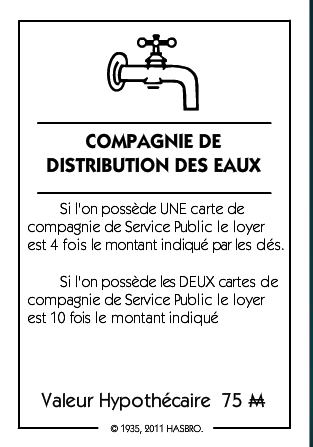 COMPAGNIE DE
DISTRIBUTION DES EAUX
Si l'on possède UNE carte de
compagnie de Service Public le loyer
est 4 fois le montant indiqué par les dés.
Si l'on possède les DEUX cartes de
compagnie de Service Public le loyer
est 10 fois le montant indiqué
Valeur Hypothécaire 75 M
© 1935, 2011 HASBRO.